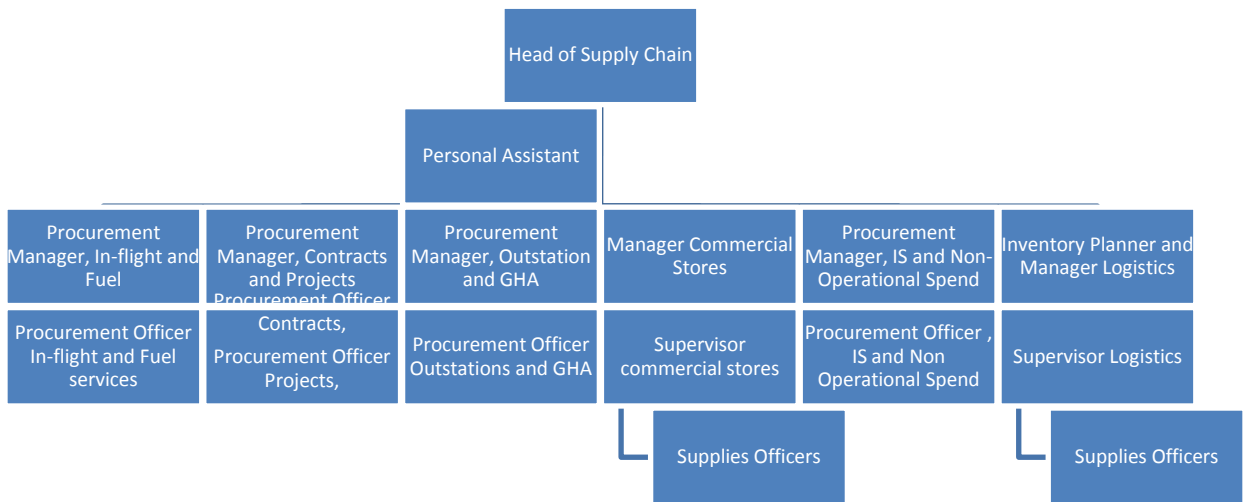 Head of Supply Chain
Personal Assistant
Procurement
Manager, In-flight and
Fuel
Procurement
Manager, Contracts
and Projects
Procurement
Manager, Outstation
and GHA
Manager Commercial
Stores
Procurement
Manager, IS and Non-
Operational Spend
Inventory Planner and
Manager Logistics
Procurement Officer
In-flight and Fuel
services
Procurement Officer
Contracts,
Procurement Officer
Projects,
Procurement Officer
Outstations and GHA
Supervisor
commercial stores
Procurement Officer ,
IS and Non
Operational Spend
Supervisor Logistics
Supplies Officers
Supplies Officers